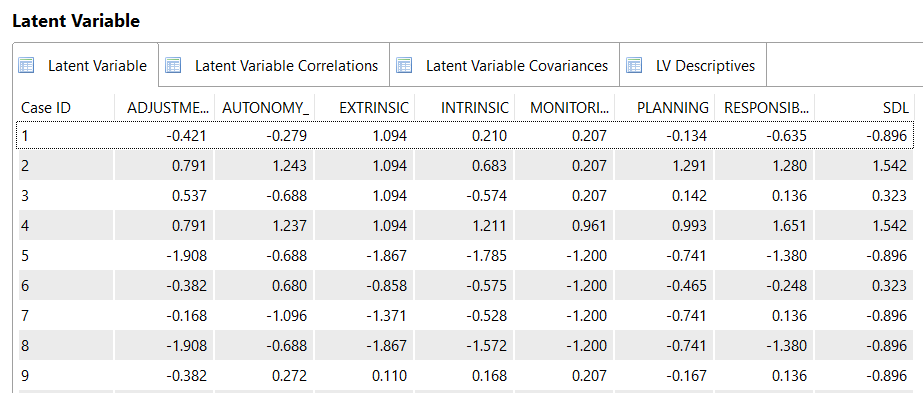 Latent Variable
Latent Variable Latent Variable Correlations Latent Variable Covariances LV Descriptives
Case ID ADJUSTME... AUTONOMY_ EXTRINSIC INTRINSIC MONITORI... PLANNING RESPONSIB... SDL
1 -0.421 -0.279 1.094 0.210 0.207 -0.134 -0.635 -0.896
2 0.791 1.243 1.094 0.683 0.207 1.291 1.280 1.542
3 0.537 -0.688 1.094 -0.574 0.207 0.142 0.136 0.323
4 0.791 1.237 1.094 1.211 0.961 0.993 1.651 1.542
5 -1.908 -0.688 -1.867 -1.785 -1.200 -0.741 -1.380 -0.896
6 -0.382 0.680 -0.858 -0.575 -1.200 -0.465 -0.248 0.323
7 -0.168 -1.096 -1.371 -0.528 -1.200 -0.741 0.136 -0.896
8 -1.908 -0.688 -1.867 -1.572 -1.200 -0.741 -1.380 -0.896
9 -0.382 0.272 0.110 0.168 0.207 -0.167 0.136 -0.896